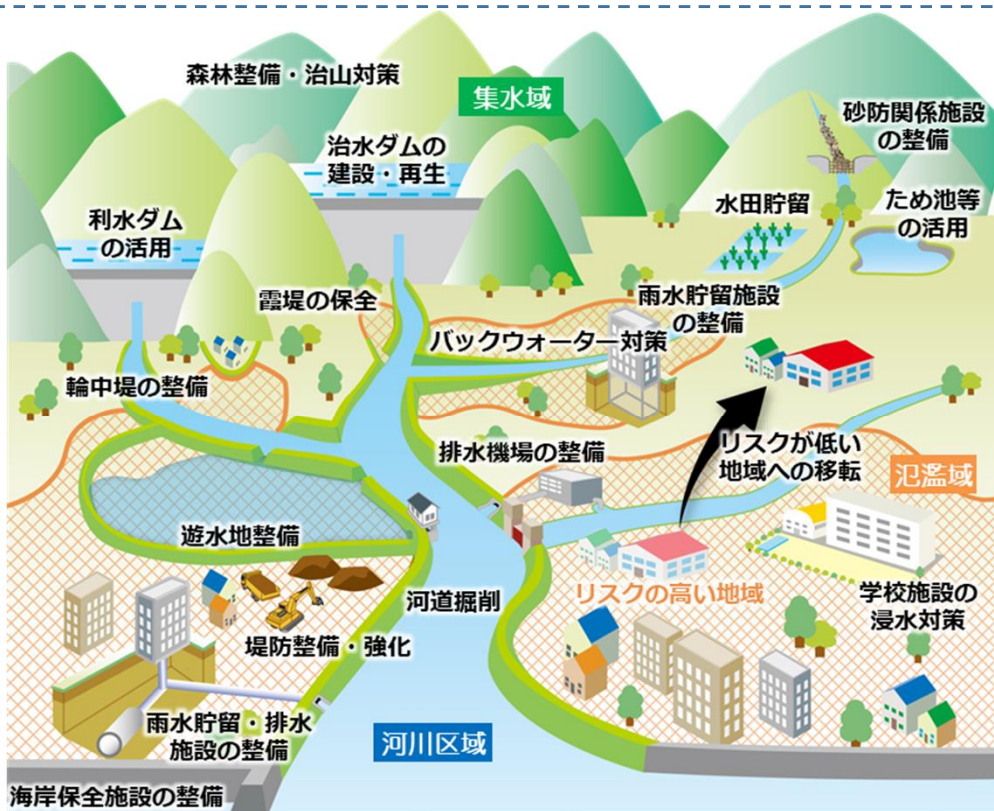 森林整備・治山対策
集水域
砂防関係施設
の整備
治水ダムの
建設・再生
水田貯留
ため池等
の活用
利水ダム
の活用
霞堤の保全
雨水貯留施設
の整備
バックウォーター対策
輪中堤の整備
排水機場の整備
リスクが低い
地域への移転
氾濫域
遊水地整備
河道掘削
リスクの高い地域
学校施設の
浸水対策
堤防整備・強化
雨水貯留・排水
施設の整備
河川区域
海岸保全施設の整備